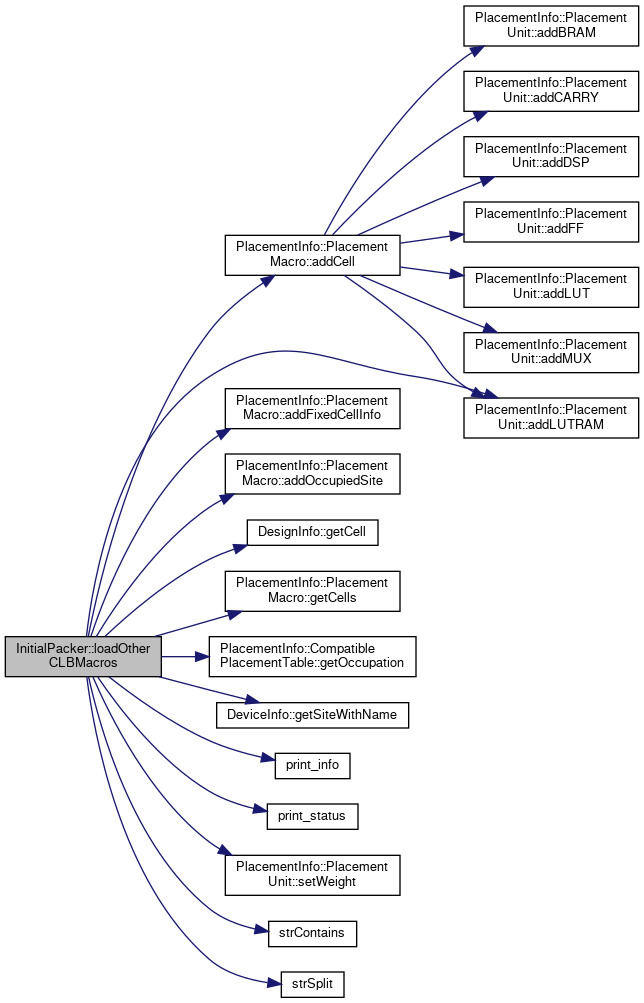 PlacementInfo::Placement
Unit::addBRAM
PlacementInfo::Placement
Unit::addCARRY
PlacementInfo::Placement
Unit::addDSP
PlacementInfo::Placement
Unit::addFF
PlacementInfo::Placement
Macro::addCell
PlacementInfo::Placement
Unit::addLUT
PlacementInfo::Placement
Unit::addMUX
PlacementInfo::Placement
Unit::addLUTRAM
PlacementInfo::Placement
Macro::addFixedCellInfo
PlacementInfo::Placement
Macro::addOccupiedSite
DesignInfo::getCell
PlacementInfo::Placement
Macro::getCells
InitialPacker::loadOther
CLBMacros
PlacementInfo::Compatible
PlacementTable::getOccupation
DeviceInfo::getSiteWithName
print_info
print_status
PlacementInfo::Placement
Unit::setWeight
strContains
strSplit